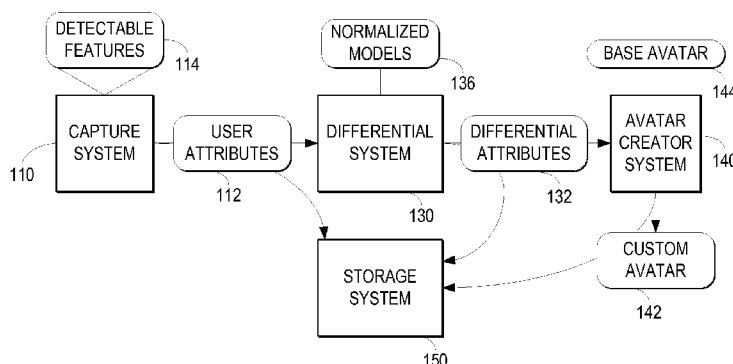 DETECTABLE
FEATURES
114
NORMALIZED
MODELS
136
BASE AVATAR
144
CAPTURE
SYSTEM
110
USER
ATTRIBUTES
112
DIFFERENTIAL
SYSTEM
130
DIFFERENTIAL
ATTRIBUTES
132
AVATAR
CREATOR
SYSTEM
140
STORAGE
SYSTEM
150
CUSTOM
AVATAR
142